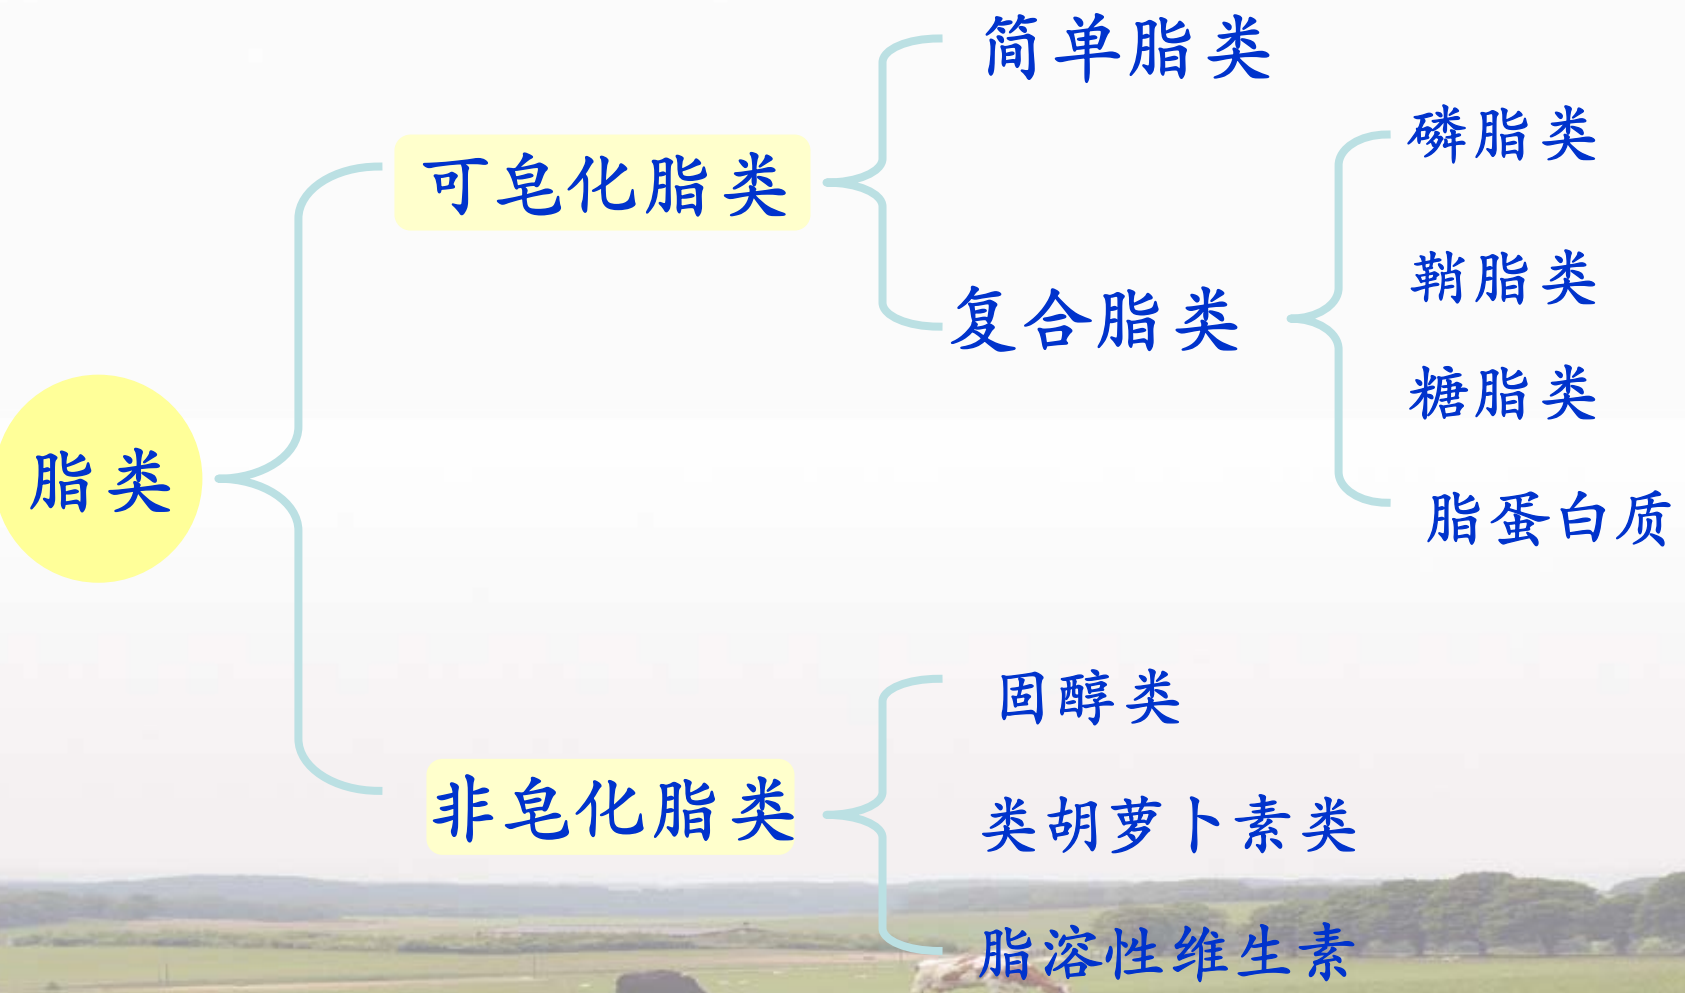 简单脂类
磷脂类
可皂化脂类
鞘脂类
复合脂类
糖脂类
脂类
脂蛋白质
固醇类
非皂化脂类
类胡萝卜素类
脂溶性维生素